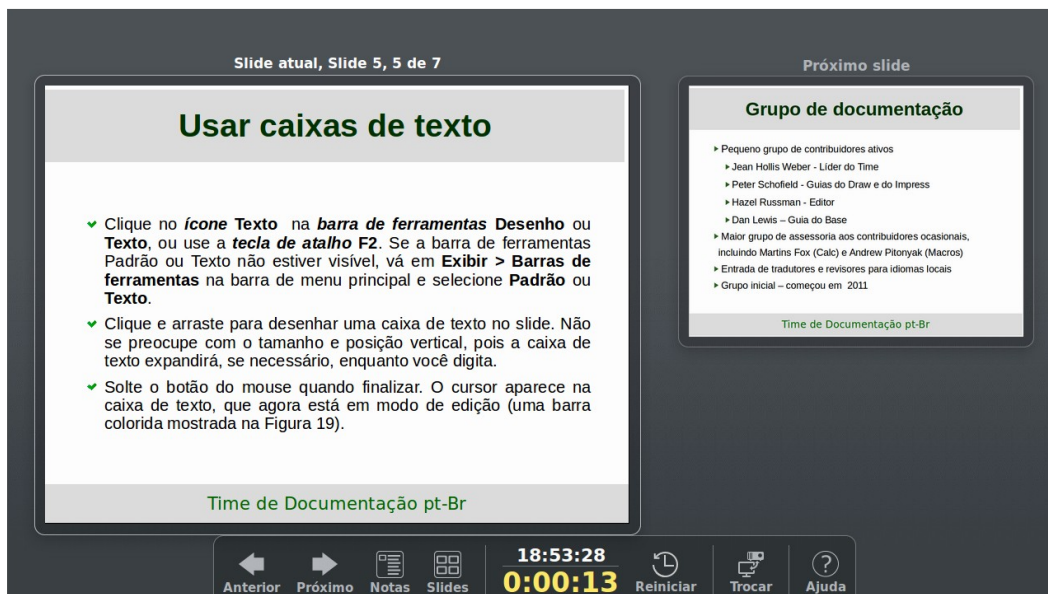 Slide atual, Slide 5, 5 de 7
Usar caixas de texto
Clique no ícone Texto na barra de ferramentas Desenho ou
Texto, ou use a tecla de atalho F2. Se a barra de ferramentas
Padrão ou Texto não estiver visível, vá em Exibir > Barras de
ferramentas na barra de menu principal e selecione Padrão ou
Texto.
Clique e arraste para desenhar uma caixa de texto no slide. Não
se preocupe com o tamanho e posição vertical, pois a caixa de
texto expandirá, se necessário, enquanto você digita.
Solte o botão do mouse quando finalizar. O cursor aparece na
caixa de texto, que agora está em modo de edição (uma barra
colorida mostrada na Figura 19).
Time de Documentação pt-Br
Próximo slide
Grupo de documentação
Pequeno grupo de contribuidores ativos
Jean Hollis Weber - Líder do Time
Peter Schofield - Guias do Draw e do Impress
Hazel Russman - Editor
Dan Lewis – Guia do Base
Maior grupo de assessoria aos contribuidores ocasionais,
incluindo Martins Fox (Calc) e Andrew Pitonyak (Macros)
Entrada de tradutores e revisores para idiomas locais
Grupo inicial – começou em 2011
Time de Documentação pt-Br
Anterior
Próximo
Notas
Slides
18:53:28
0:00:13
Reiniciar
Trocar
Ajuda